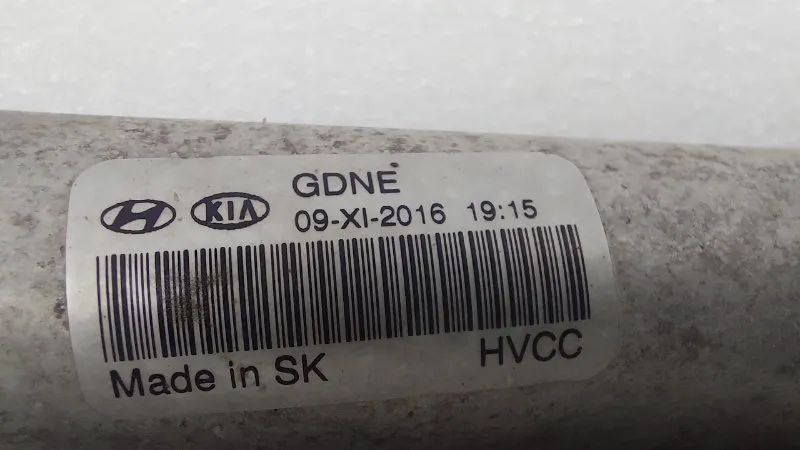 GDNE
KIA 09-XI-2016 19:15
Made in SK HVCC